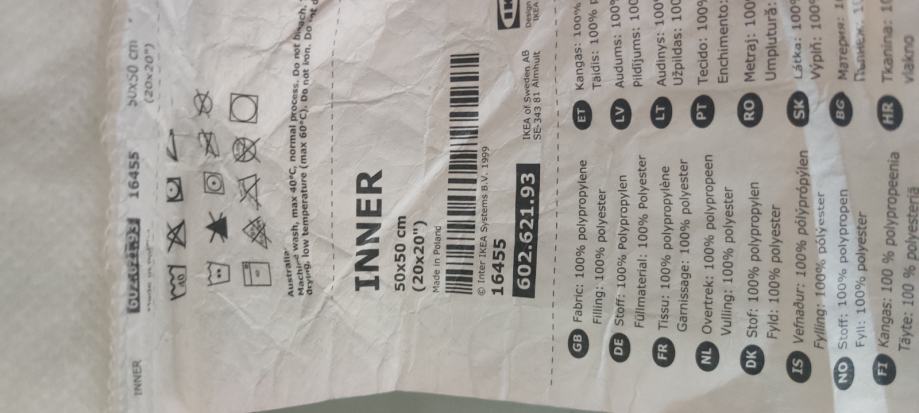 INNER
16455
50x50 cm
(20x20")
Australia:
Machine wash, max 40°C, normal process. Do not bleach.
drying, low temperature (max 60°C). Do not iron. Do not
INNER
50x50 cm
(20x20")
Made in Poland
© Inter IKEA Systems B.V. 1999
16455
602.621.93
Design
IKEA
IKEA of Sweden AB
SE-343 81 Älmhult
GB Fabric: 100% polypropylene
Filling: 100% polyester
DE Stoff: 100% Polypropylen
Füllmaterial: 100% Polyester
FR Tissu: 100% polypropylène
Garnissage: 100% polyester
NL Overtrek: 100% polypropeen
Vulling: 100% polyester
DK Stof: 100% polypropylen
Fyld: 100% polyester
IS Vefnaður: 100% pólýprópýlen
Fylling: 100% pólýester
NO Stoff: 100% polypropen
Fyll: 100% polyester
FI Kangas: 100 % polypropeenia
Täyte: 100 % polyesteriä
ET Kangas: 100%
Täidis: 100% p
LV Audums: 100%
Pildījums: 100
LT Audinys: 100
Užpildas: 100
PT Tecido: 100%
Enchimento:
RO Metraj: 100%
Umplutură:
SK Látka: 100%
Výplň: 100%
BG Материя:
Пълнеж:
HR Tkanina:
vlakno